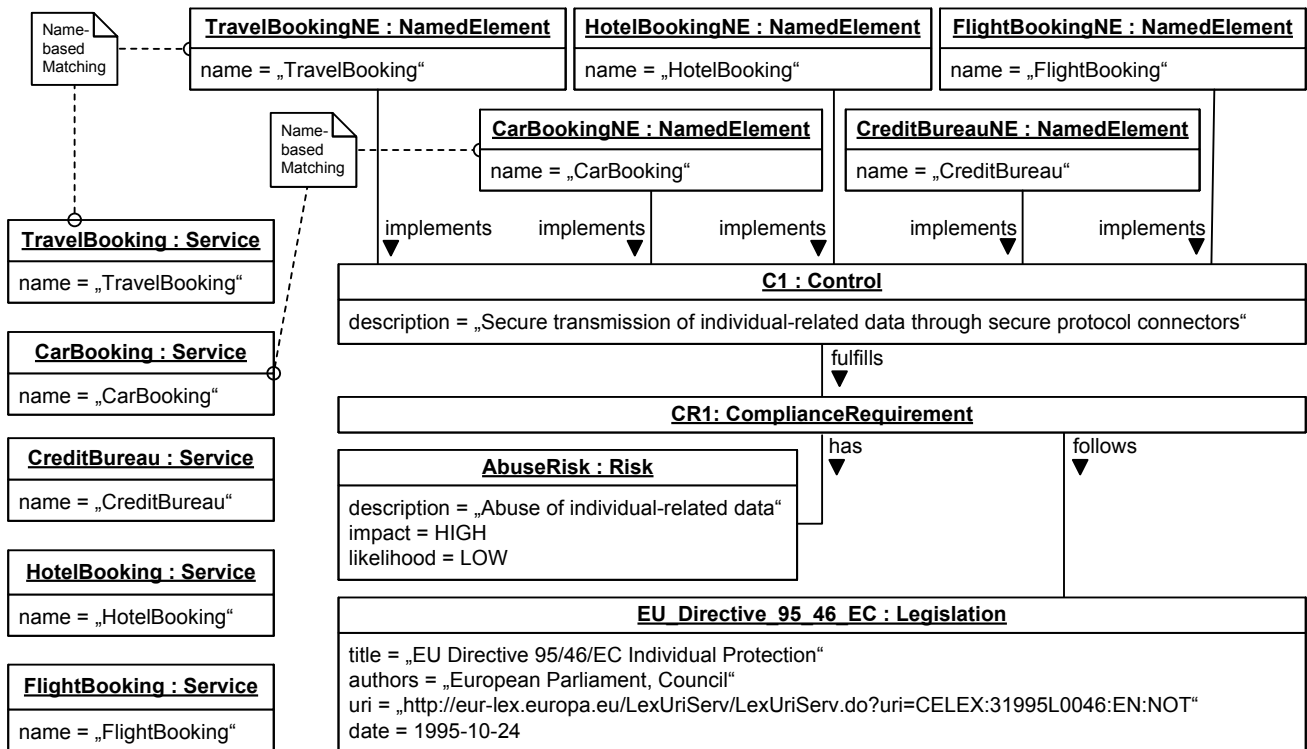 Name-
based
Matching
TravelBookingNE : NamedElement
name = „TravelBooking“
HotelBookingNE : NamedElement
name = „HotelBooking“
FlightBookingNE : NamedElement
name = „FlightBooking“
Name-
based
Matching
CarBookingNE : NamedElement
name = „CarBooking“
CreditBureauNE : NamedElement
name = „CreditBureau“
implements
implements
implements
implements
implements
TravelBooking : Service
name = „TravelBooking“
CarBooking : Service
name = „CarBooking“
CreditBureau : Service
name = „CreditBureau“
HotelBooking : Service
name = „HotelBooking“
FlightBooking : Service
name = „FlightBooking“
C1 : Control
description = „Secure transmission of individual-related data through secure protocol connectors“
fulfills
CR1: ComplianceRequirement
has
follows
AbuseRisk : Risk
description = „Abuse of individual-related data“
impact = HIGH
likelihood = LOW
EU_Directive_95_46_EC : Legislation
title = „EU Directive 95/46/EC Individual Protection“
authors = „European Parliament, Council“
uri = „http://eur-lex.europa.eu/LexUriServ/LexUriServ.do?uri=CELEX:31995L0046:EN:NOT“
date = 1995-10-24